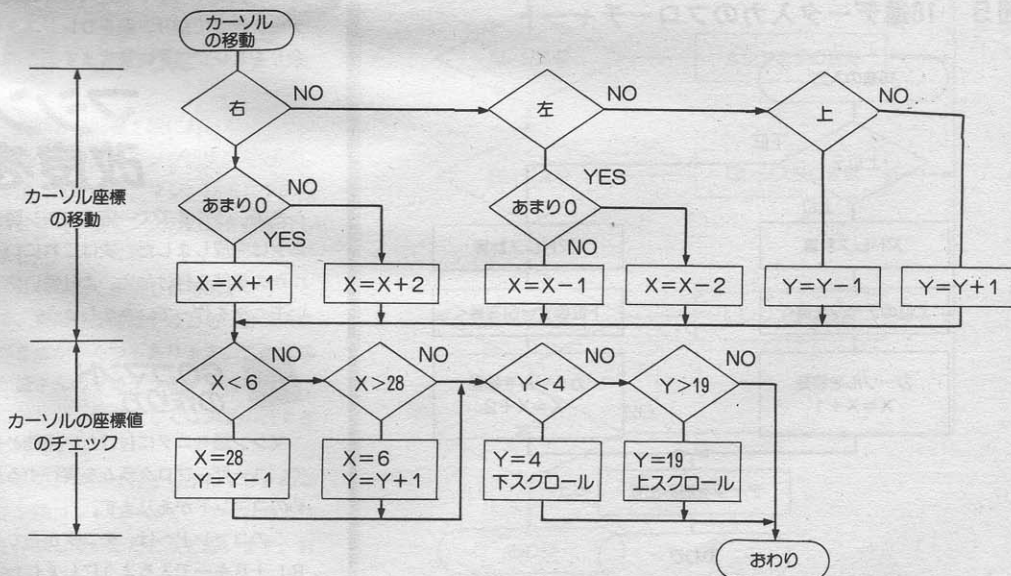 カーソル
の移動
右
NO
左
NO
上
NO
カーソル座標
の移動
あまり0
NO
YES
あまり0
YES
NO
X=X+1
X=X+2
X=X-1
X=X-2
Y=Y-1
Y=Y+1
カーソルの座標値
のチェック
X<6
NO
X>28
NO
Y<4
NO
Y>19
NO
X=28
Y=Y-1
X=6
Y=Y+1
Y=4
下スクロール
Y=19
上スクロール
おわり